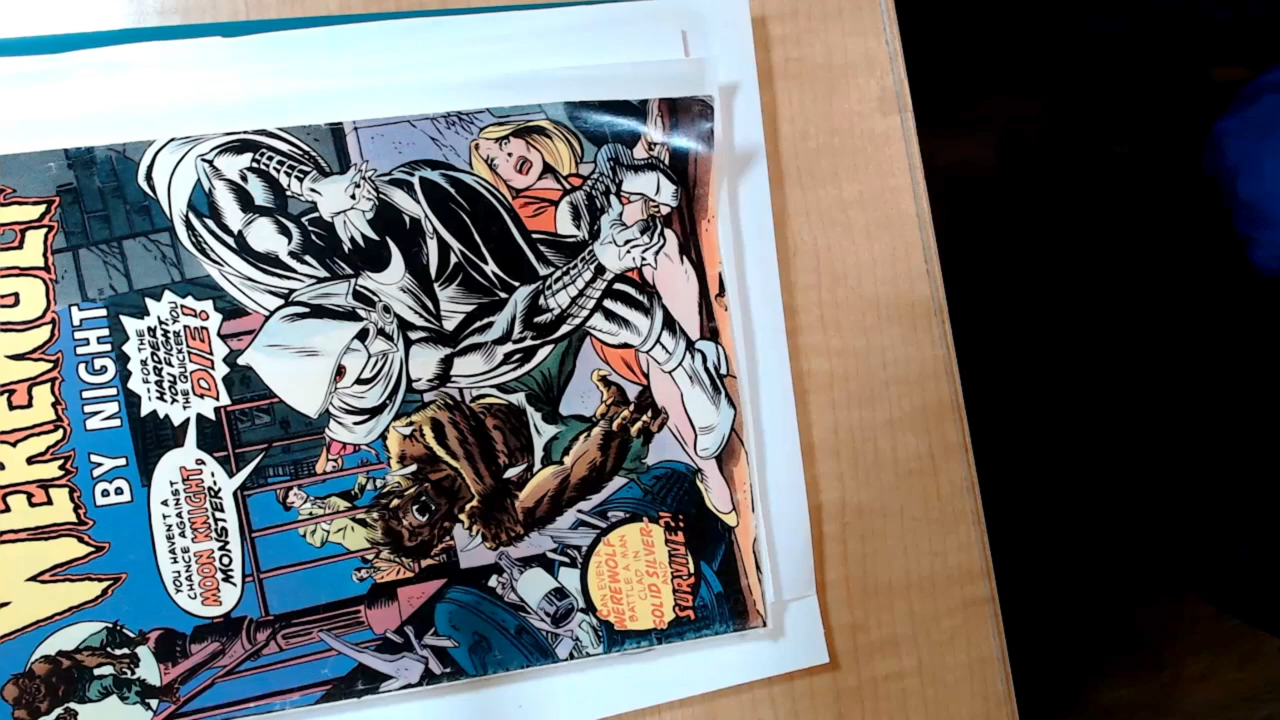 WEREWOLF
BY NIGHT
YOU HAVEN'T A
CHANCE AGAINST
MOON KNIGHT,
MONSTER--
--FOR THE
HARDER
YOU FIGHT,
THE QUICKER YOU
DIE!
CAN EVEN A
WEREWOLF
BATTLE A MAN
CLAD IN
SOLID SILVER--
AND
SURVIVE?!